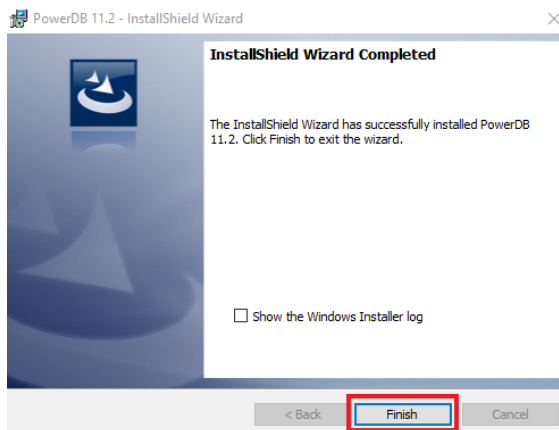 PowerDB 11.2 - InstallShield Wizard
InstallShield Wizard Completed
The InstallShield Wizard has successfully installed PowerDB
11.2. Click Finish to exit the wizard.
Show the Windows Installer log
< Back
Finish
Cancel